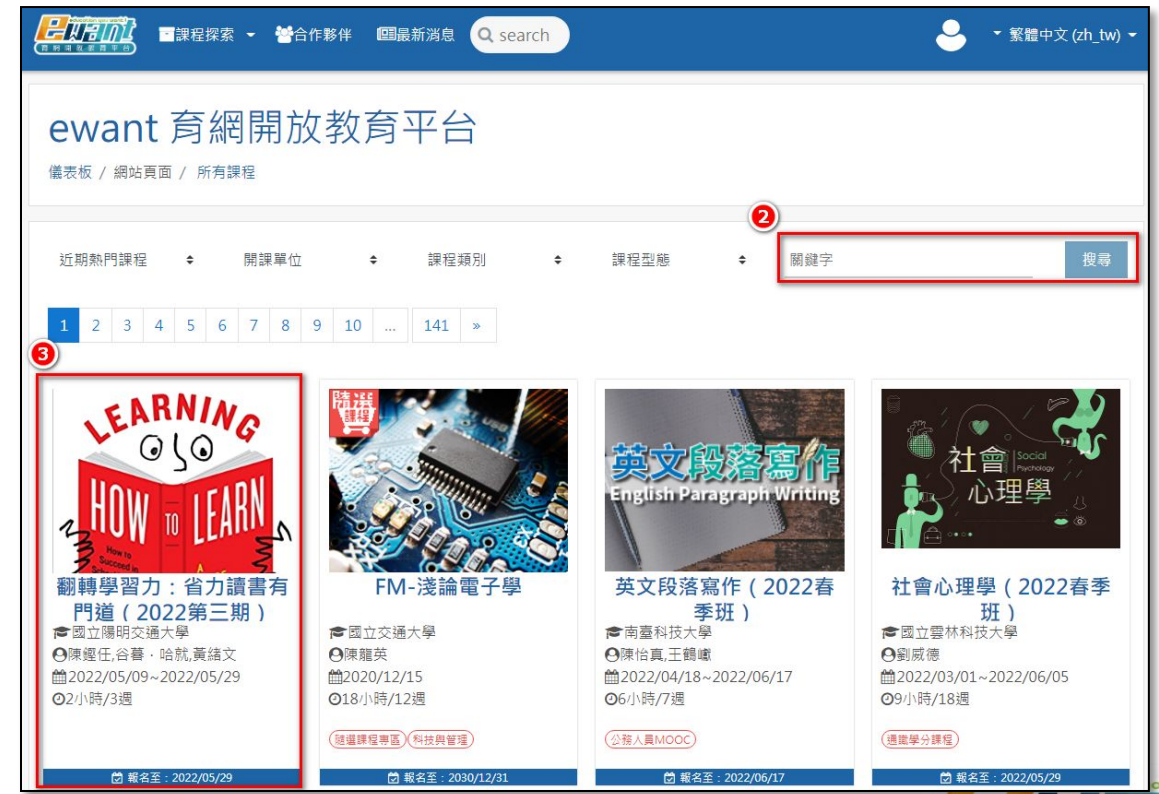 ewant
育網開放教育平台
課程探索
合作夥伴
最新消息
search
繁體中文 (zh_tw)
ewant 育網開放教育平台
儀表板 / 網站頁面 / 所有課程
2
近期熱門課程
開課單位
課程類別
課程型態
關鍵字
搜尋
1 2 3 4 5 6 7 8 9 10 ... 141 »
3
LEARNING
HOW TO LEARN
How to
Succeed in
翻轉學習力：省力讀書有
門道（2022第三期）
國立陽明交通大學
陳鏗任,谷暮．哈就,黃緒文
2022/05/09~2022/05/29
2小時/3週
報名至：2022/05/29
隨選
課程
FM-淺論電子學
國立交通大學
陳龍英
2020/12/15
18小時/12週
隨選課程專區
科技與管理
報名至：2030/12/31
英文段落寫作
English Paragraph Writing
英文段落寫作（2022春
季班）
南臺科技大學
陳怡真,王鶴巘
2022/04/18~2022/06/17
6小時/7週
公務人員MOOC
報名至：2022/06/17
社會
Social
Psychology
心理學
社會心理學（2022春季
班）
國立雲林科技大學
劉威德
2022/03/01~2022/06/05
9小時/18週
通識學分課程
報名至：2022/05/29